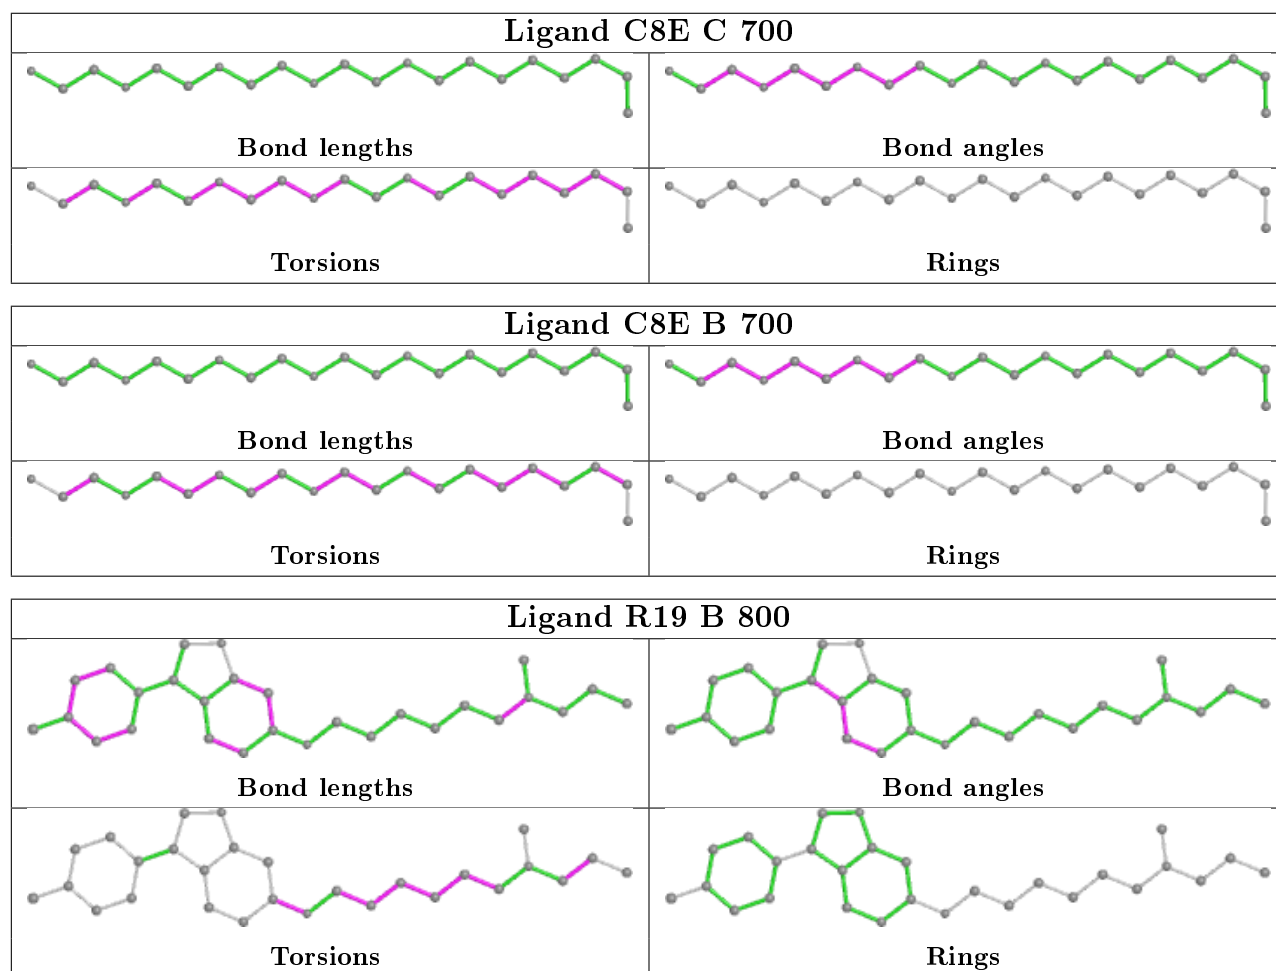 Ligand C8E C 700
Bond lengths
Bond angles
Torsions
Rings
Ligand C8E B 700
Bond lengths
Bond angles
Torsions
Rings
Ligand R19 B 800
Bond lengths
Bond angles
Torsions
Rings